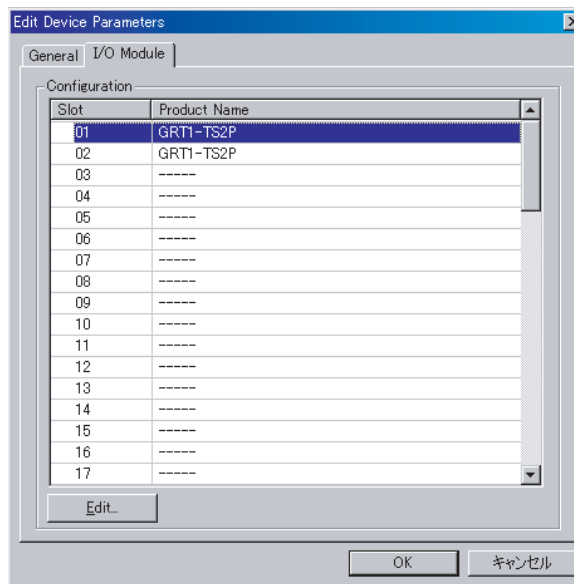 Edit Device Parameters
General I/O Module
Configuration
Slot Product Name
01 GRT1-TS2P
02 GRT1-TS2P
03 -----
04 -----
05 -----
06 -----
07 -----
08 -----
09 -----
10 -----
11 -----
12 -----
13 -----
14 -----
15 -----
16 -----
17 -----
Edit...
OK キャンセル